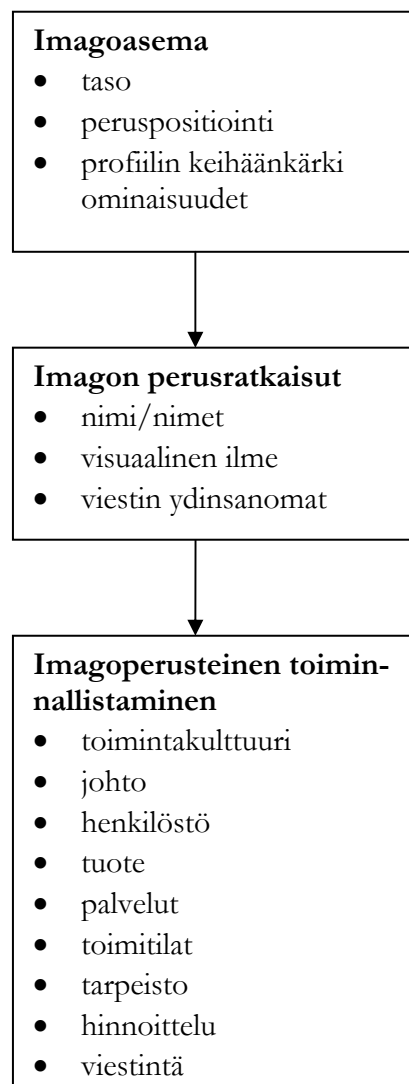 Imagoasema
• taso
• peruspositiointi
• profiilin keihäänkärki
ominaisuudet
Imagon perusratkaisut
• nimi/nimet
• visuaalinen ilme
• viestin ydinsanomat
Imagoperusteinen toimin-
nallistaminen
• toimintakulttuuri
• johto
• henkilöstö
• tuote
• palvelut
• toimitilat
• tarpeisto
• hinnoittelu
• viestintä